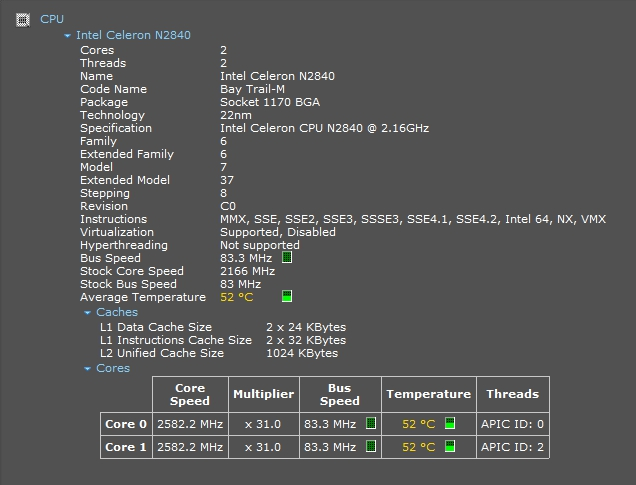 CPU
Intel Celeron N2840
Cores 2
Threads 2
Name Intel Celeron N2840
Code Name Bay Trail-M
Package Socket 1170 BGA
Technology 22nm
Specification Intel Celeron CPU N2840 @ 2.16GHz
Family 6
Extended Family 6
Model 7
Extended Model 37
Stepping 8
Revision C0
Instructions MMX, SSE, SSE2, SSE3, SSSE3, SSE4.1, SSE4.2, Intel 64, NX, VMX
Virtualization Supported, Disabled
Hyperthreading Not supported
Bus Speed 83.3 MHz
Stock Core Speed 2166 MHz
Stock Bus Speed 83 MHz
Average Temperature 52 °C
Caches
L1 Data Cache Size 2 x 24 KBytes
L1 Instructions Cache Size 2 x 32 KBytes
L2 Unified Cache Size 1024 KBytes
Cores
Core Speed Multiplier Bus Speed Temperature Threads
Core 0 2582.2 MHz x 31.0 83.3 MHz 52 °C APIC ID: 0
Core 1 2582.2 MHz x 31.0 83.3 MHz 52 °C APIC ID: 2